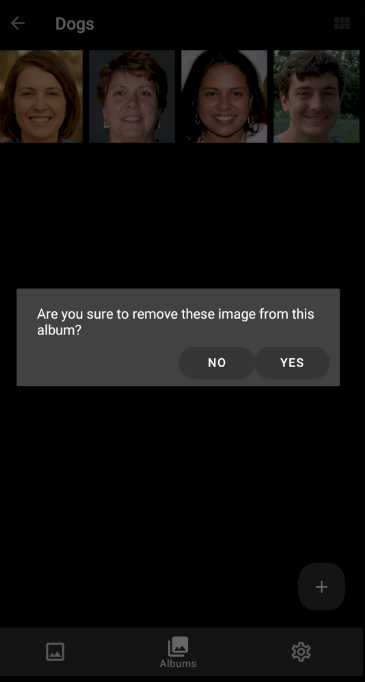 Dogs
Are you sure to remove these image from this
album?
NO YES
Albums